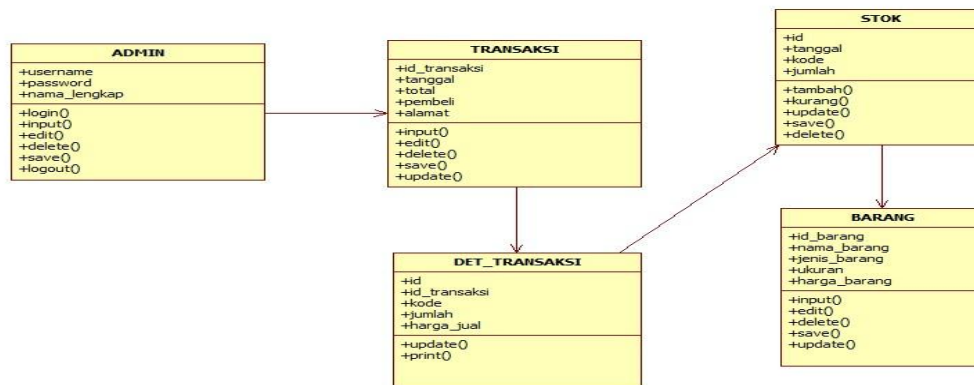 ADMIN
+username
+password
+nama_lengkap
+login()
+input()
+edit()
+delete()
+save()
+logout()
TRANSAKSI
+id_transaksi
+tanggal
+total
+pembeli
+alamat
+input()
+edit()
+delete()
+save()
+update()
DET_TRANSAKSI
+id
+id_transaksi
+kode
+jumlah
+harga_jual
+update()
+print()
STOK
+id
+tanggal
+kode
+jumlah
+tambah()
+kurang()
+update()
+save()
+delete()
BARANG
+id_barang
+nama_barang
+jenis_barang
+ukuran
+harga_barang
+input()
+edit()
+delete()
+save()
+update()